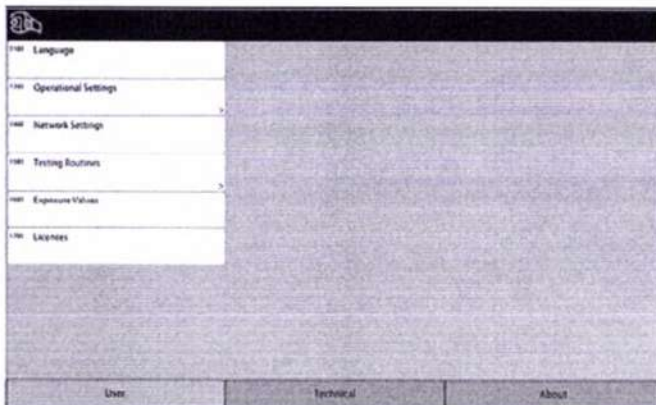 Language
Operational Settings
>
Network Settings
Testing Routines
>
Exposure Values
Licenses
User
Technical
About